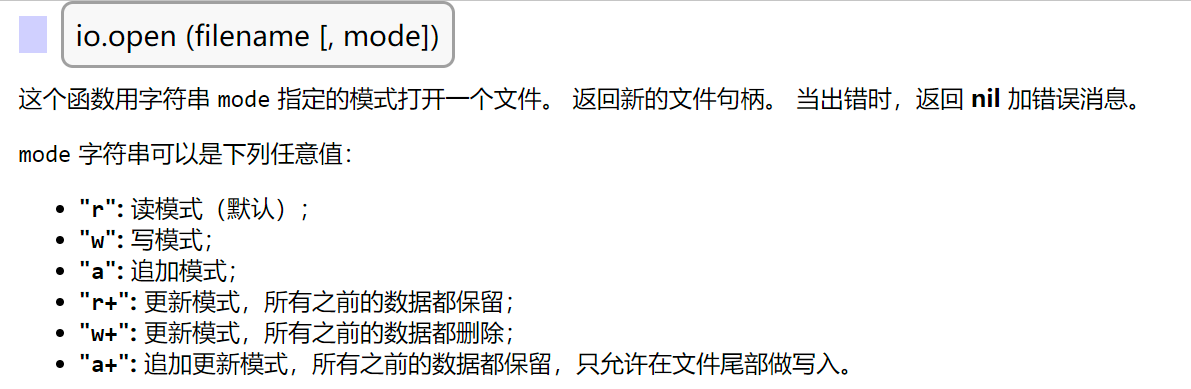 io.open (filename [, mode])
这个函数用字符串 mode 指定的模式打开一个文件。 返回新的文件句柄。 当出错时，返回 nil 加错误消息。
mode 字符串可以是下列任意值：
• "r": 读模式（默认）；
• "w": 写模式；
• "a": 追加模式；
• "r+": 更新模式，所有之前的数据都保留；
• "w+": 更新模式，所有之前的数据都删除；
• "a+": 追加更新模式，所有之前的数据都保留，只允许在文件尾部做写入。